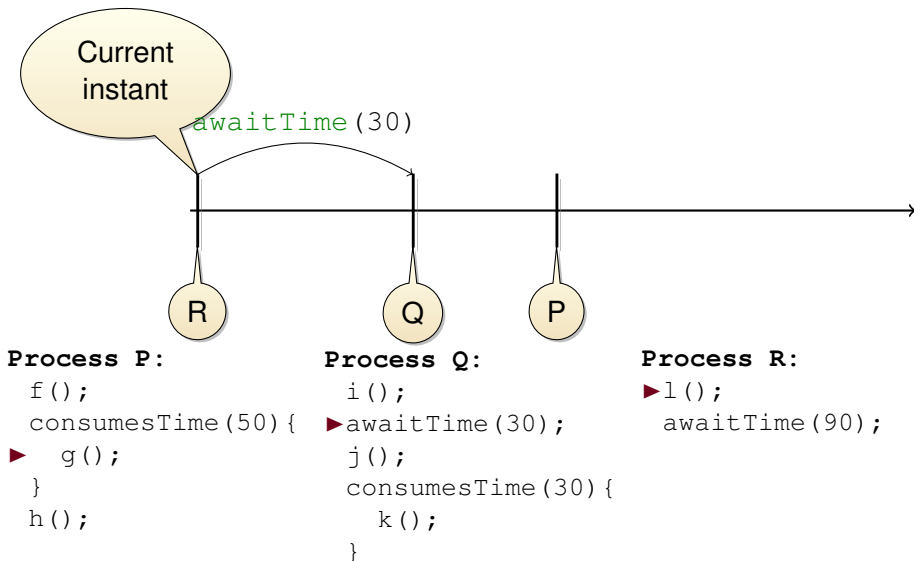 Current
instant
awaitTime(30)
R
Q
P
Process P:
f();
consumesTime(50){
g();
}
h();
Process Q:
i();
awaitTime(30);
j();
consumesTime(30){
k();
}
Process R:
l();
awaitTime(90);